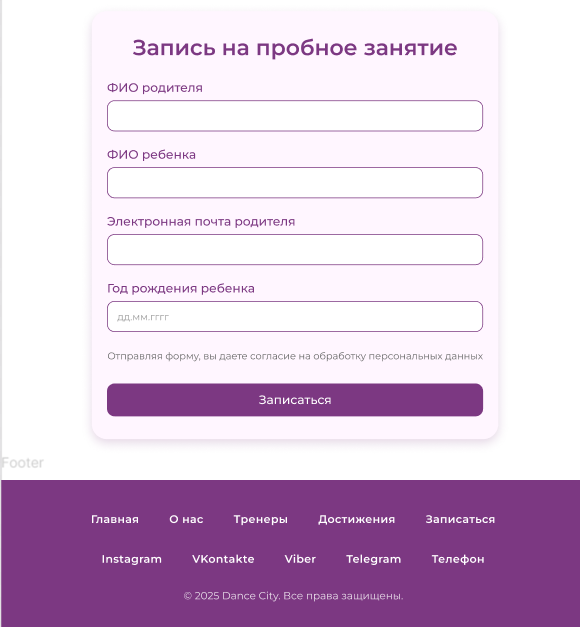 Запись на пробное занятие
ФИО родителя
ФИО ребенка
Электронная почта родителя
Год рождения ребенка
дд.мм.гггг
Отправляя форму, вы даете согласие на обработку персональных данных
Записаться
Footer
Главная О нас Тренеры Достижения Записаться
Instagram VKontakte Viber Telegram Телефон
© 2025 Dance City. Все права защищены.